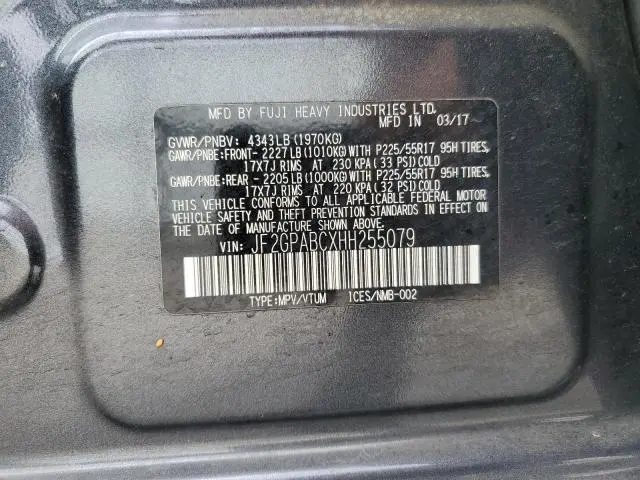 MFD BY FUJI HEAVY INDUSTRIES LTD.
MFD IN 03/17
GVWR/PNBV: 4343LB(1970KG)
GAWR/PNBE:FRONT- 2227LB(1010KG)WITH P225/55R17 95H TIRES,
17X7J RIMS AT 230 KPA(33 PSI)COLD
GAWR/PNBE:REAR - 2205LB(1000KG)WITH P225/55R17 95H TIRES,
17X7J RIMS AT 220 KPA(32 PSI)COLD
THIS VEHICLE CONFORMS TO ALL APPLICABLE FEDERAL MOTOR
VEHICLE SAFETY AND THEFT PREVENTION STANDARDS IN EFFECT ON
THE DATE OF MANUFACTURE SHOWN ABOVE.
VIN: JF2GPABCXHH255079
TYPE:MPV/VTUM ICES/NMB-002